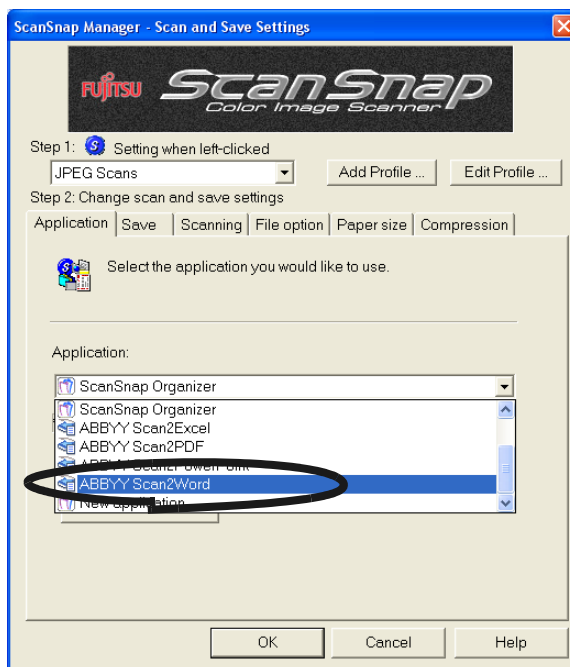 ScanSnap Manager - Scan and Save Settings
FUJITSU ScanSnap
Color Image Scanner
Step 1: S Setting when left-clicked
JPEG Scans Add Profile ... Edit Profile ...
Step 2: Change scan and save settings
Application Save Scanning File option Paper size Compression
Select the application you would like to use.
Application:
ScanSnap Organizer
ScanSnap Organizer
ABBYY Scan2Excel
ABBYY Scan2PDF
ABBYY Scan2PowerPoint
ABBYY Scan2Word
New application
OK Cancel Help